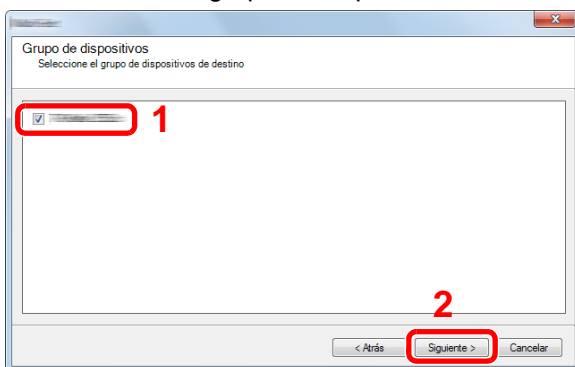 Grupo de dispositivos
Seleccione el grupo de dispositivos de destino
1
2
< Atrás Siguiente > Cancelar